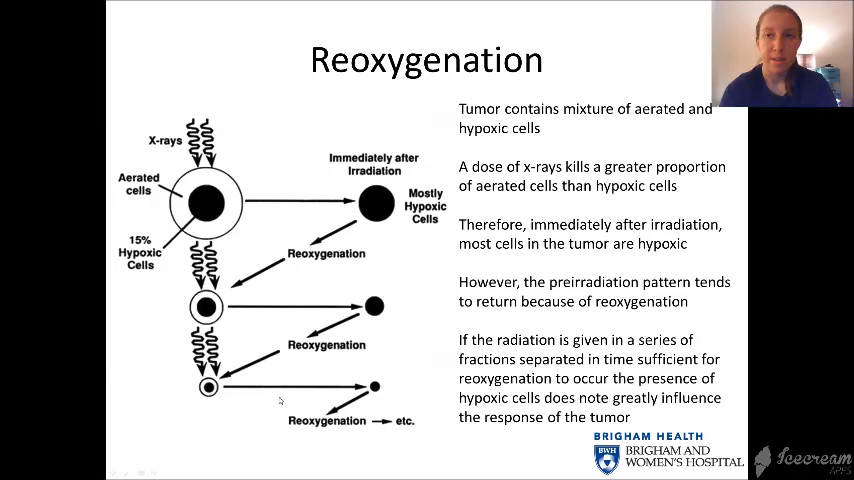 Reoxygenation
X-rays
Aerated
cells
15%
Hypoxic
Cells
Immediately after
Irradiation
Mostly
Hypoxic
Cells
Reoxygenation
Reoxygenation
Reoxygenation
etc.
Tumor contains mixture of aerated and
hypoxic cells
A dose of x-rays kills a greater proportion
of aerated cells than hypoxic cells
Therefore, immediately after irradiation,
most cells in the tumor are hypoxic
However, the preirradiation pattern tends
to return because of reoxygenation
If the radiation is given in a series of
fractions separated in time sufficient for
reoxygenation to occur the presence of
hypoxic cells does note greatly influence
the response of the tumor
BRIGHAM HEALTH
BWH
BRIGHAM AND
WOMEN'S HOSPITAL
Icecream
APPS